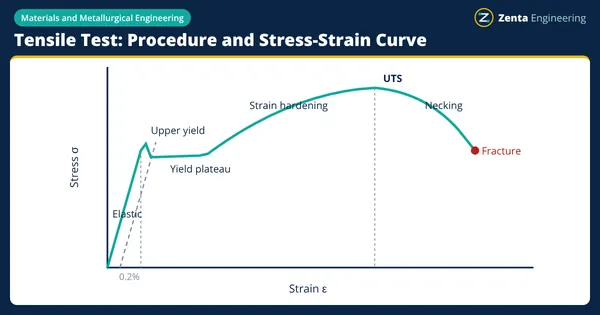 Materials and Metallurgical Engineering
Zenta Engineering
Tensile Test: Procedure and Stress-Strain Curve
UTS
Strain hardening
Necking
Upper yield
Fracture
Yield plateau
Stress σ
Elastic
0.2%
Strain ε